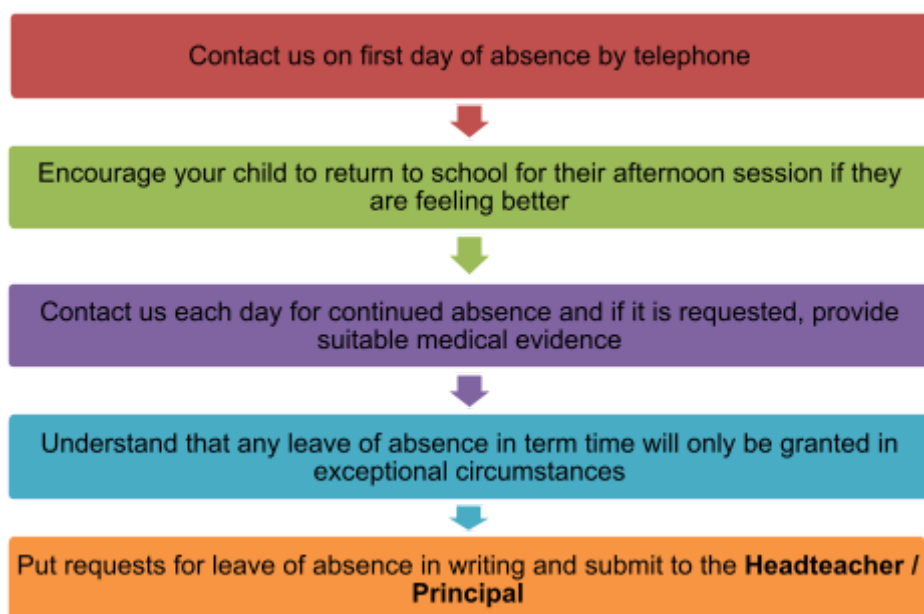 Contact us on first day of absence by telephone
Encourage your child to return to school for their afternoon session if they
are feeling better
Contact us each day for continued absence and if it is requested, provide
suitable medical evidence
Understand that any leave of absence in term time will only be granted in
exceptional circumstances
Put requests for leave of absence in writing and submit to the Headteacher /
Principal